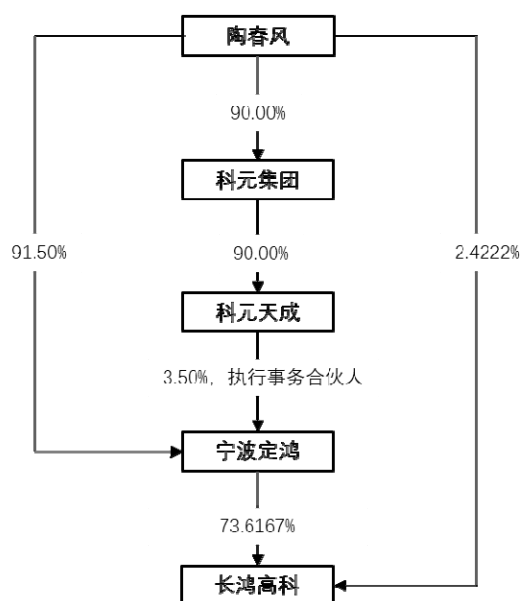 陶春风
90.00%
科元集团
91.50%
90.00%
2.4222%
科元天成
3.50%，执行事务合伙人
宁波定鸿
73.6167%
长鸿高科